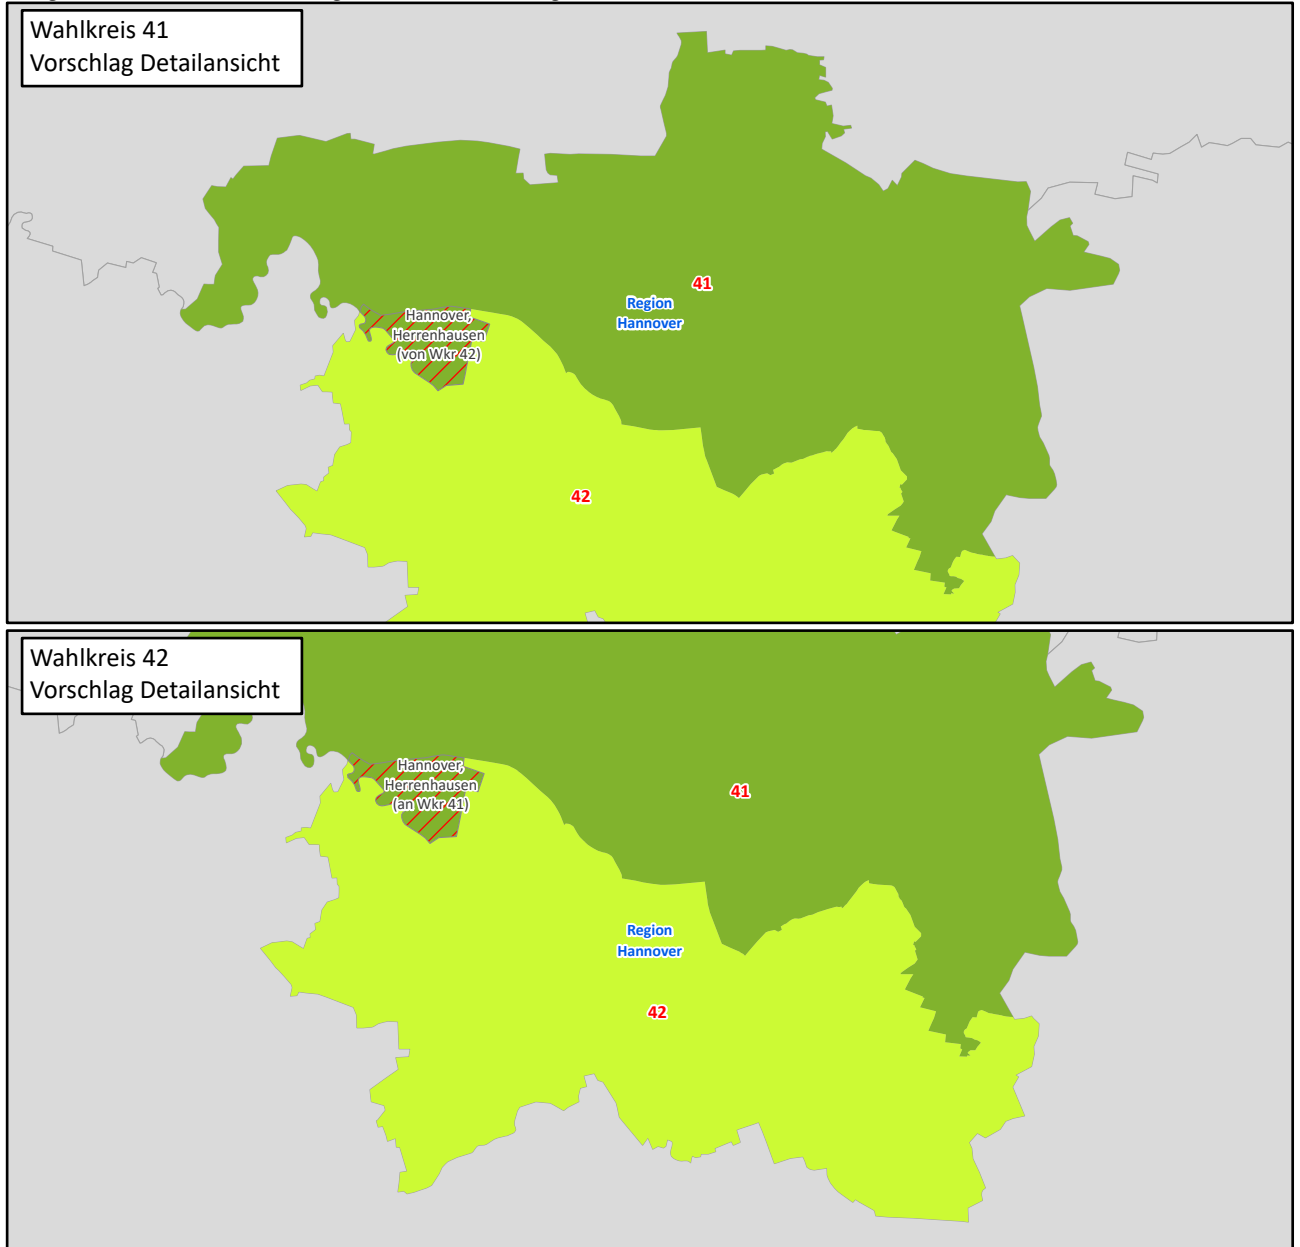 Wahlkreis 41
Vorschlag Detailansicht
41
Region
Hannover
Hannover,
Herrenhausen
(von Wkr 42)
42
Wahlkreis 42
Vorschlag Detailansicht
Hannover,
Herrenhausen
(an Wkr 41)
41
Region
Hannover
42